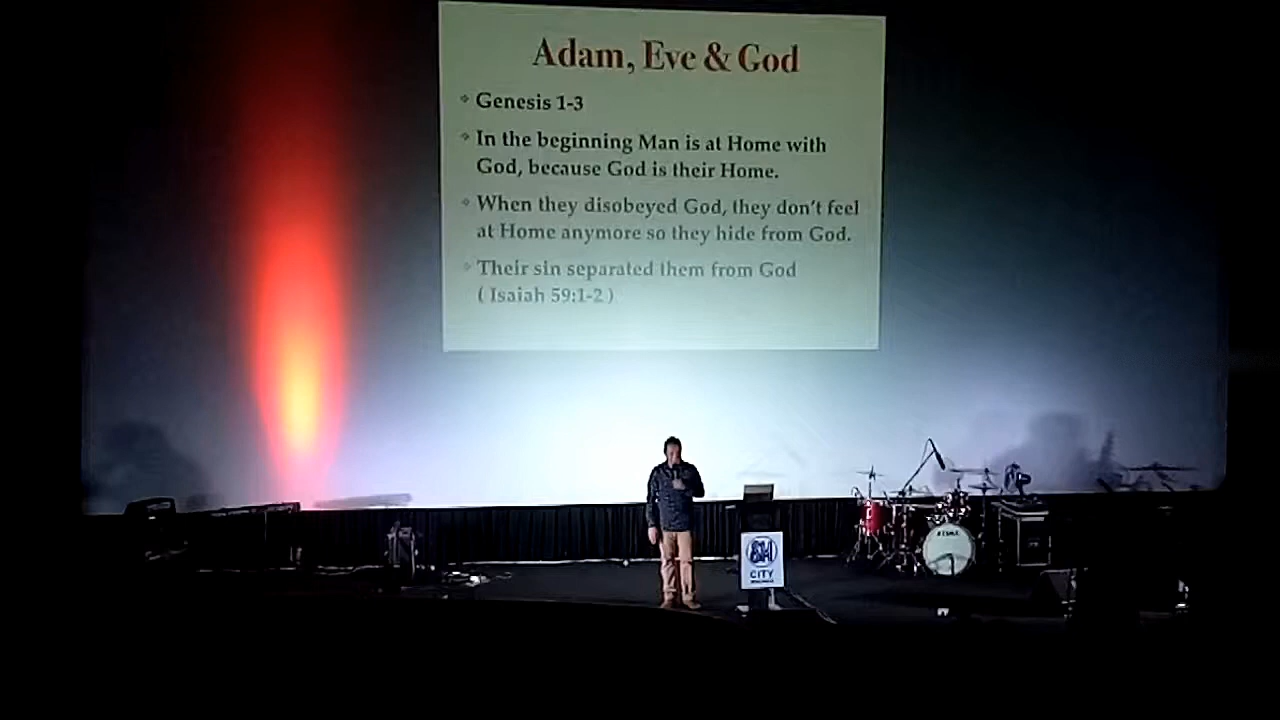 Adam, Eve & God
Genesis 1-3
In the beginning Man is at Home with
God, because God is their Home.
When they disobeyed God, they don't feel
at Home anymore so they hide from God.
Their sin separated them from God
( Isaiah 59:1-2 )
SM
CITY
TAMA